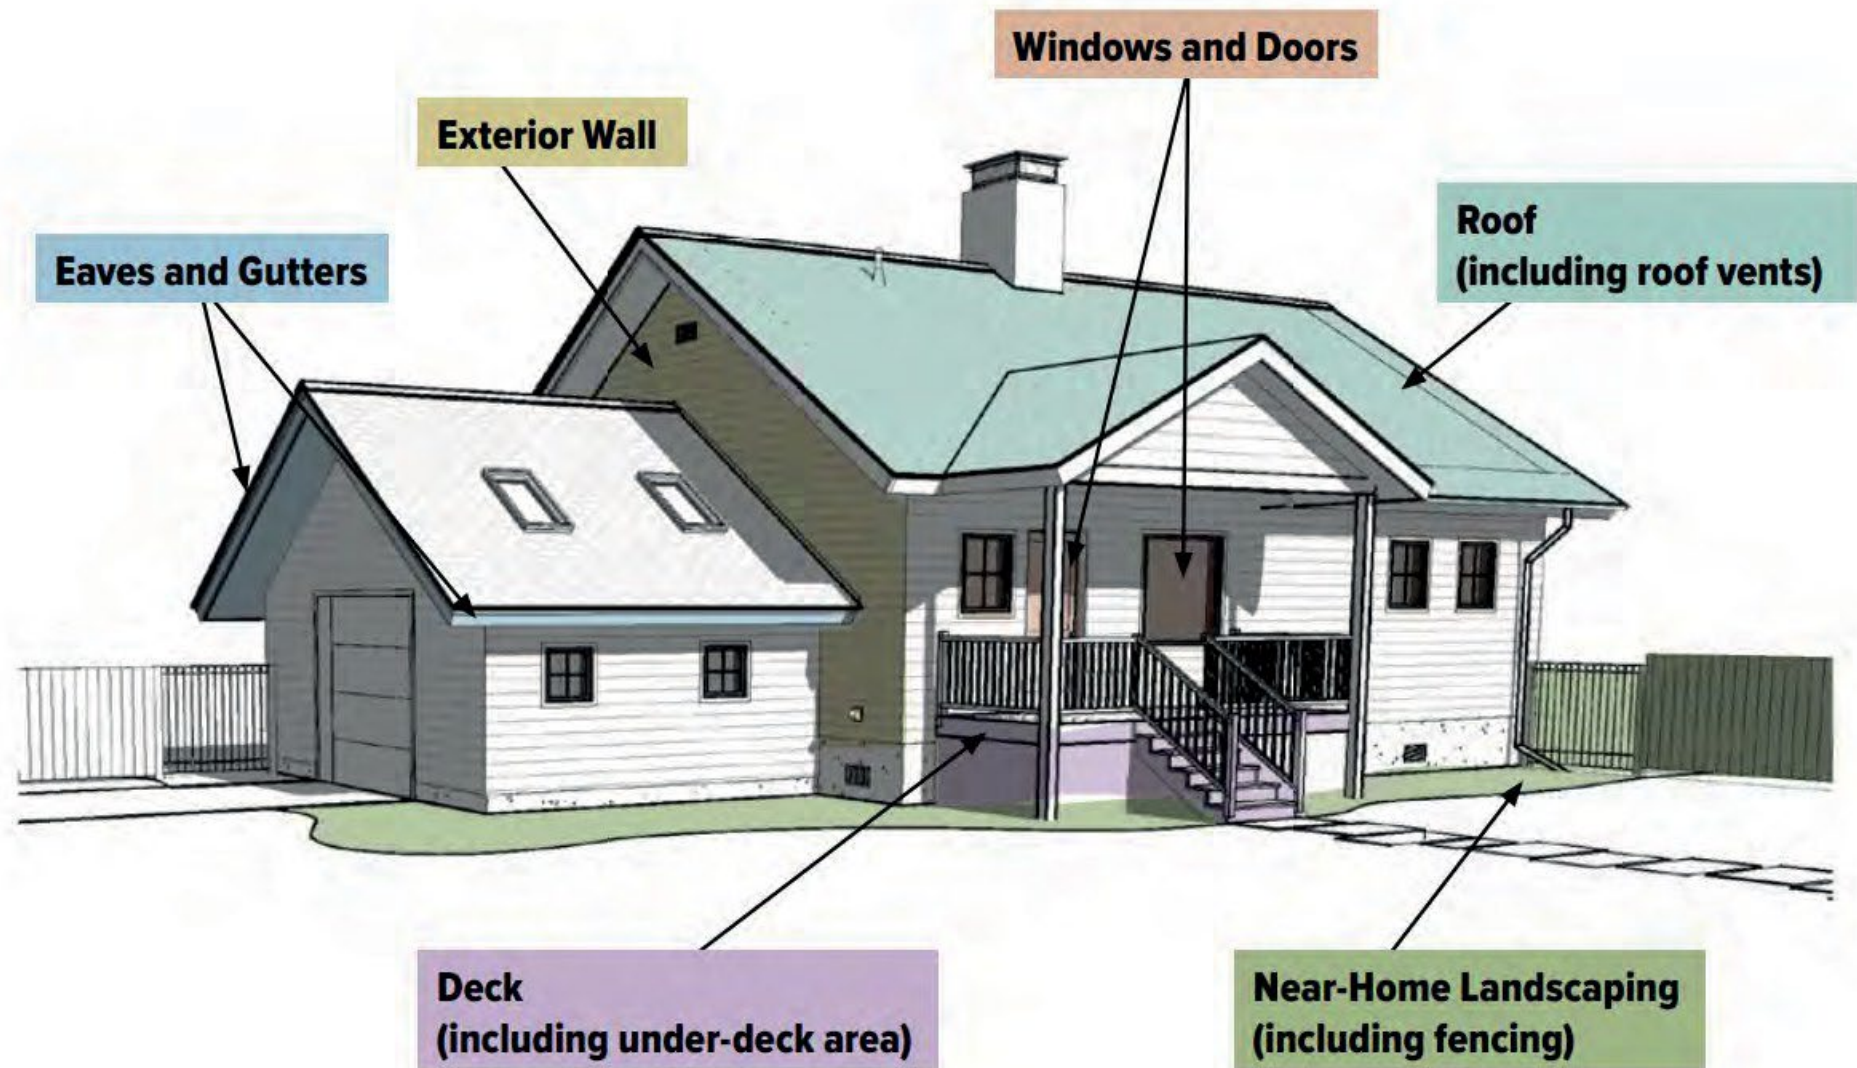 Windows and Doors
Exterior Wall
Roof
(including roof vents)
Eaves and Gutters
Deck
(including under-deck area)
Near-Home Landscaping
(including fencing)